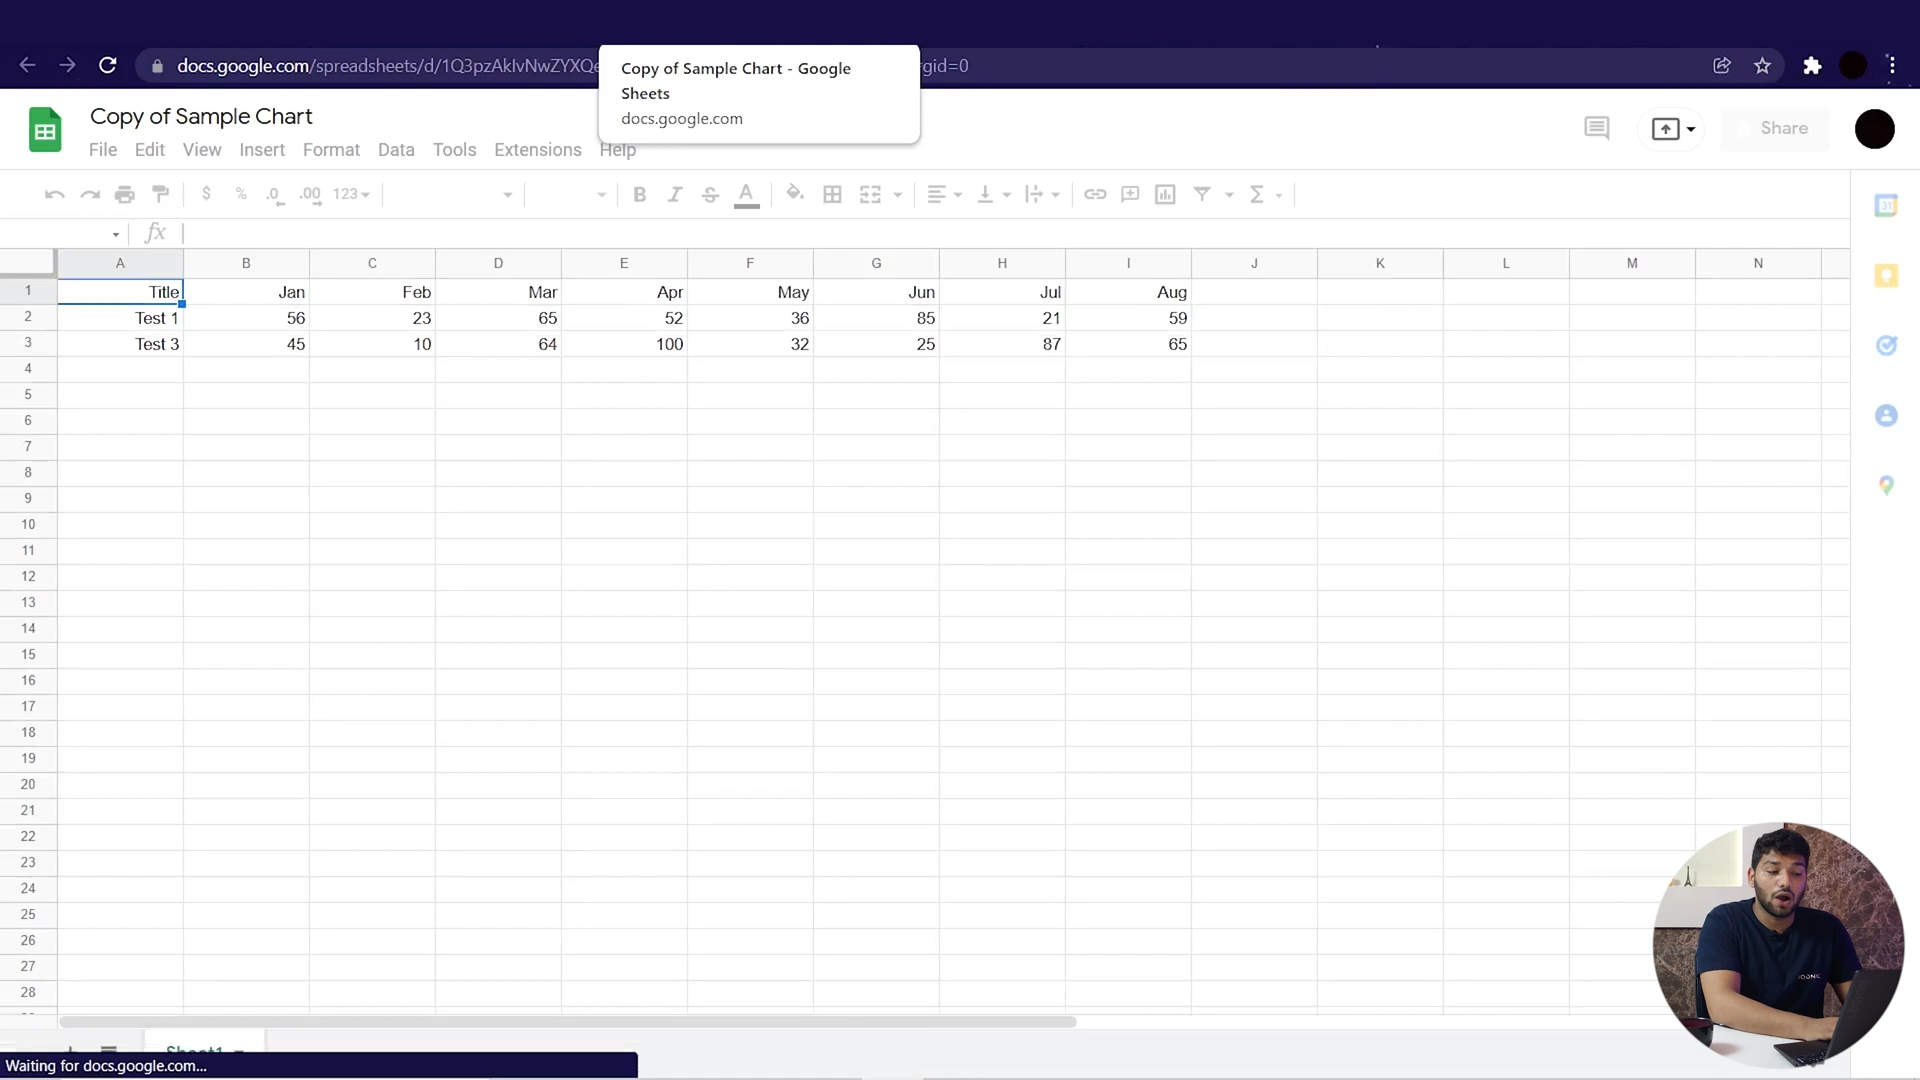 docs.google.com/spreadsheets/d/1Q3pzAkIvNwZYXQe gid=0
Copy of Sample Chart - Google
Sheets
docs.google.com
Copy of Sample Chart
File Edit View Insert Format Data Tools Extensions Help
Share
$ % .0 .00 123
fx
A B C D E F G H I J K L M N
1 Title Jan Feb Mar Apr May Jun Jul Aug
2 Test 1 56 23 65 52 36 85 21 59
3 Test 3 45 10 64 100 32 25 87 65
4
5
6
7
8
9
10
11
12
13
14
15
16
17
18
19
20
21
22
23
24
25
26
27
28
Sheet1
Waiting for docs.google.com...